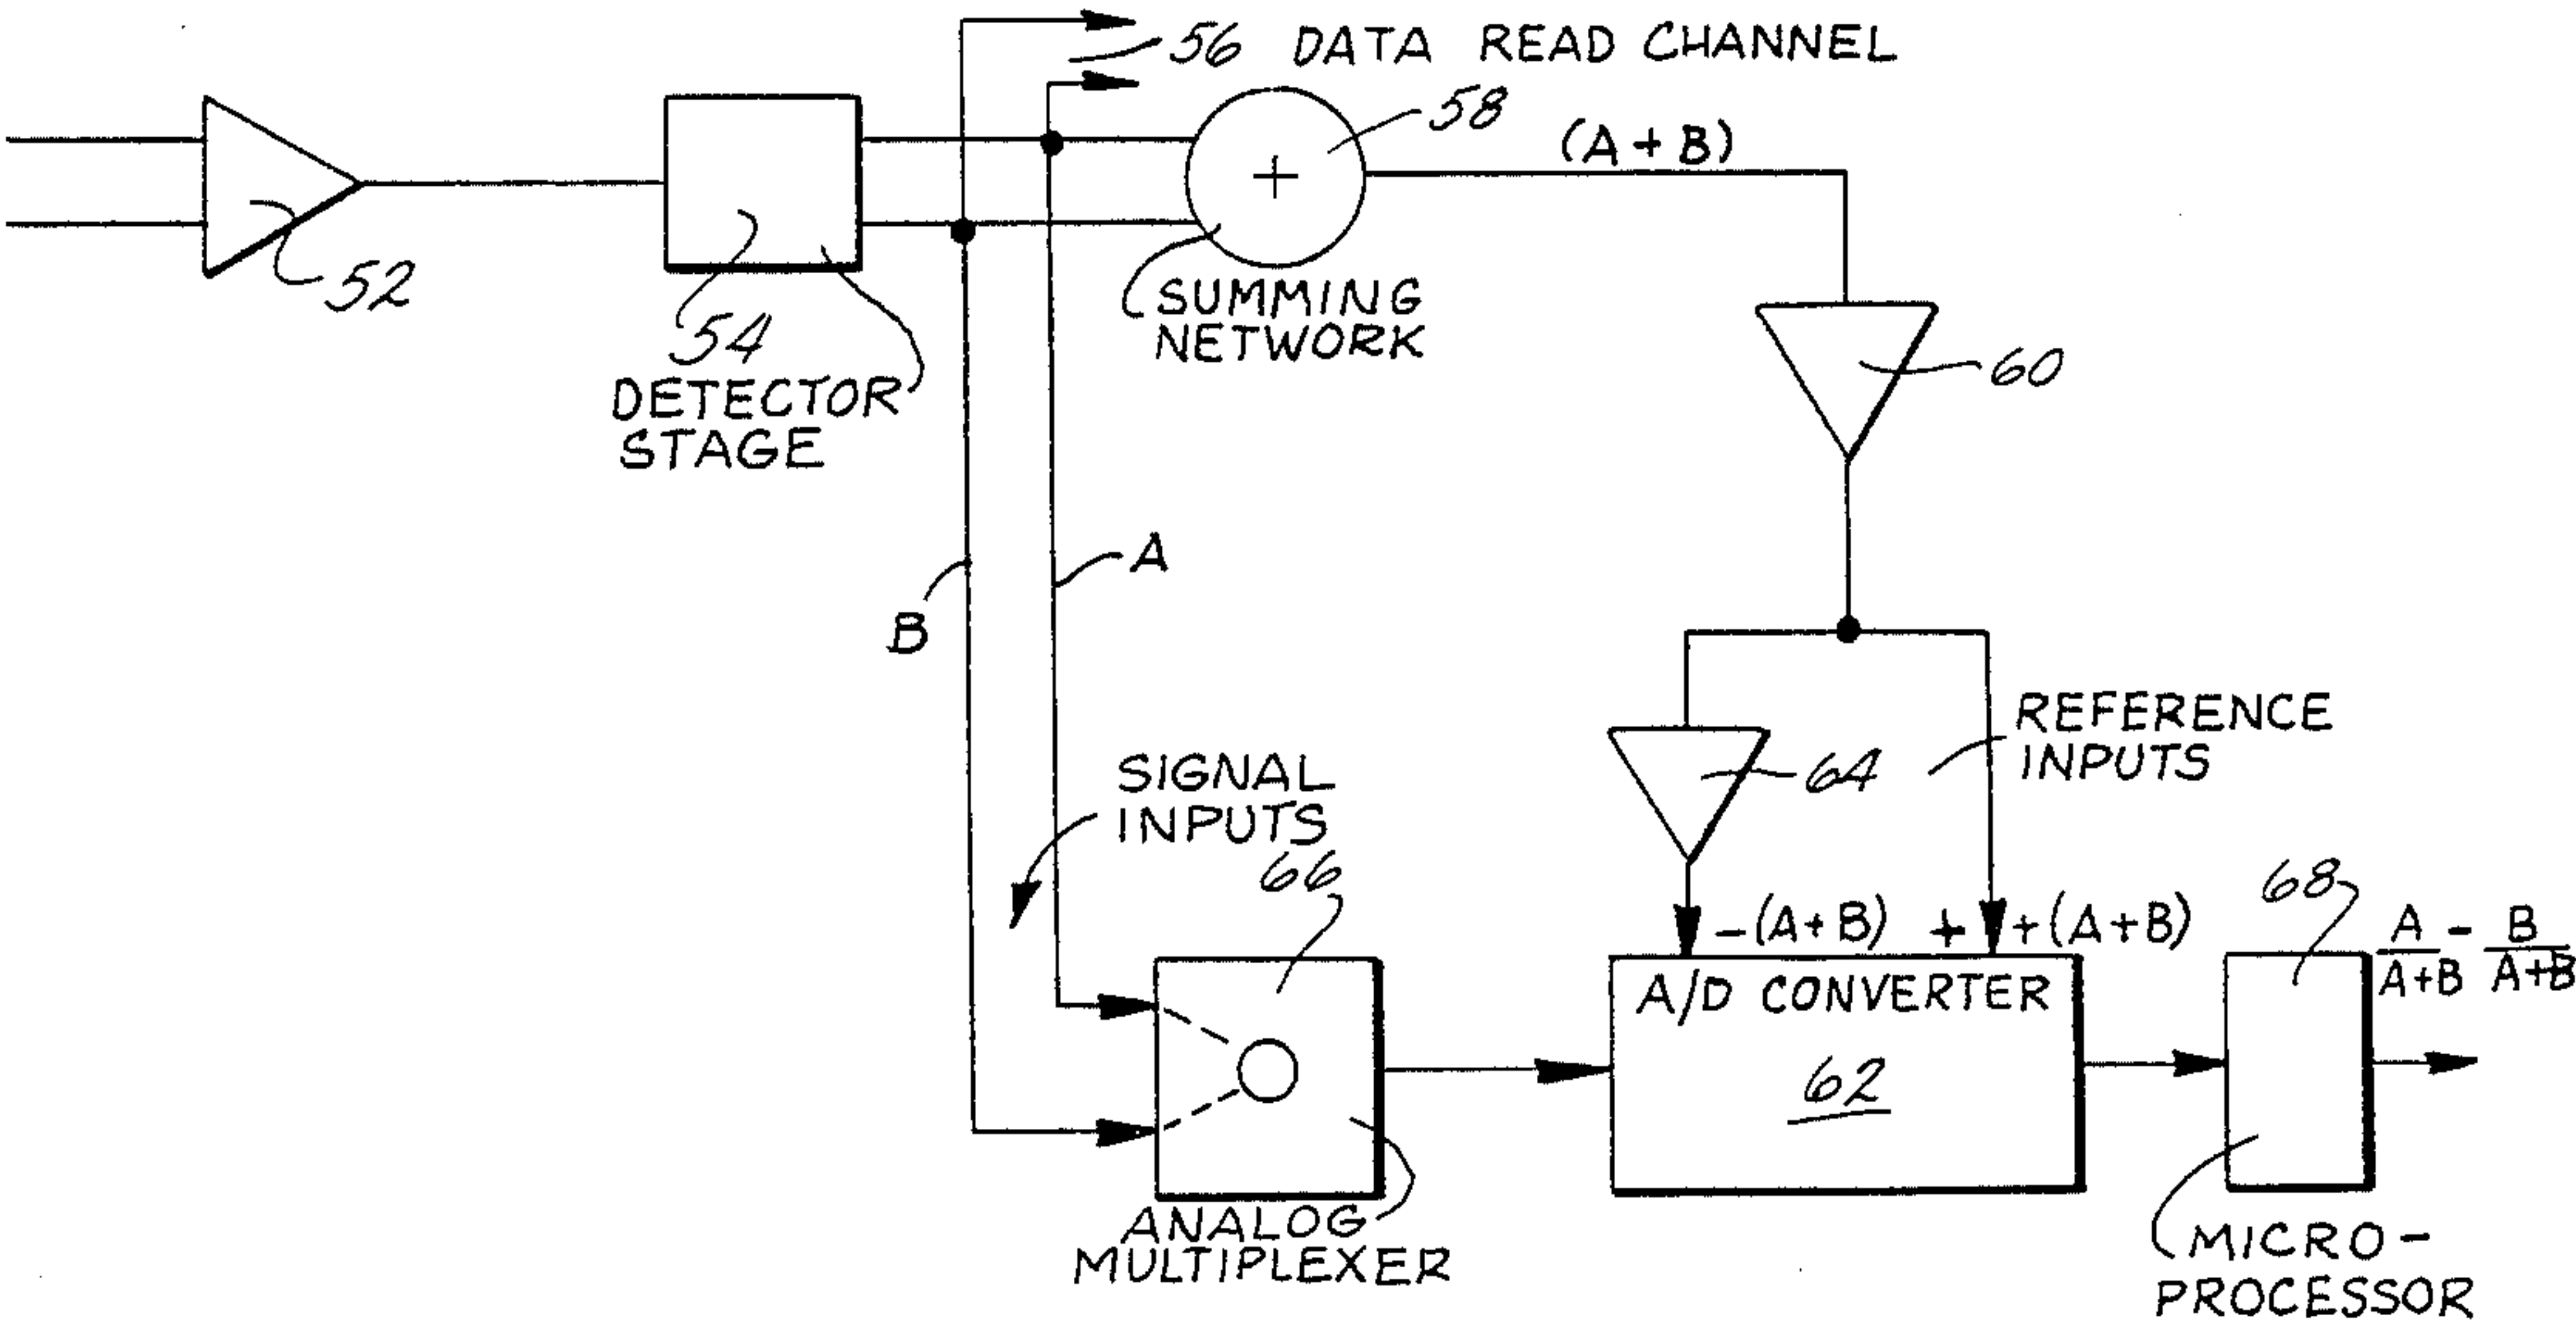 56 DATA READ CHANNEL
58
(A + B)
+
52
54
DETECTOR
STAGE
SUMMING
NETWORK
60
A
B
REFERENCE
INPUTS
64
SIGNAL
INPUTS
66
68
-(A+B) + +(A+B)
A/D CONVERTER
62
A/A+B - B/A+B
ANALOG
MULTIPLEXER
MICRO-
PROCESSOR